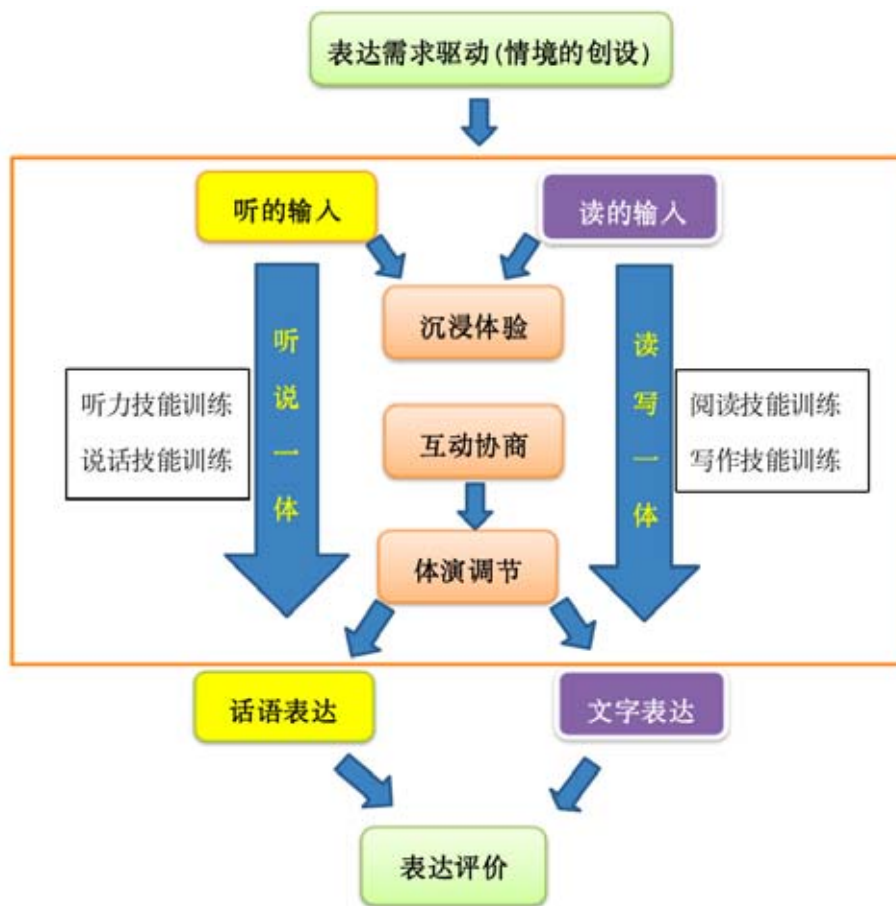 表达需求驱动(情境的创设)
听的输入
读的输入
沉浸体验
听说一体
读写一体
听力技能训练
说话技能训练
阅读技能训练
写作技能训练
互动协商
体演调节
话语表达
文字表达
表达评价